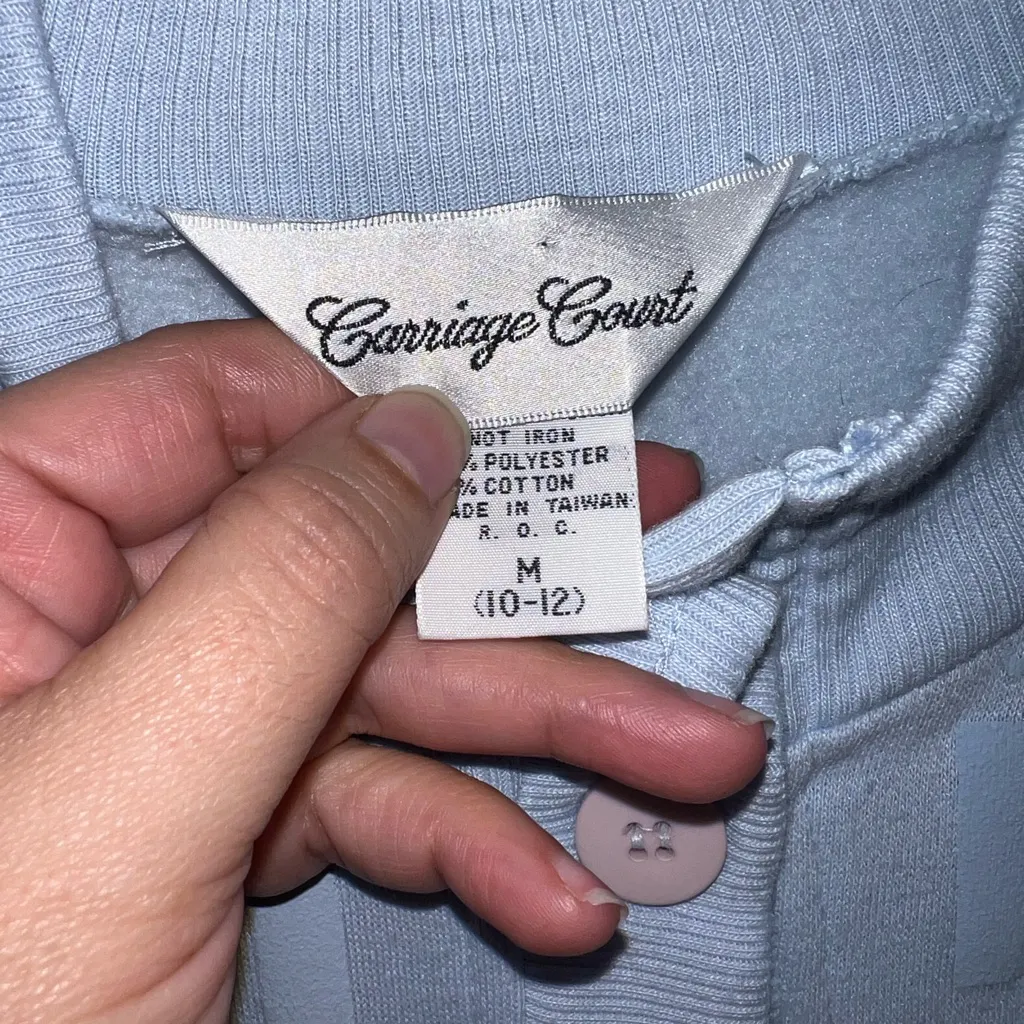 Carriage Court
NOT IRON
% POLYESTER
% COTTON
ADE IN TAIWAN
R. O. C.
M
(10-12)